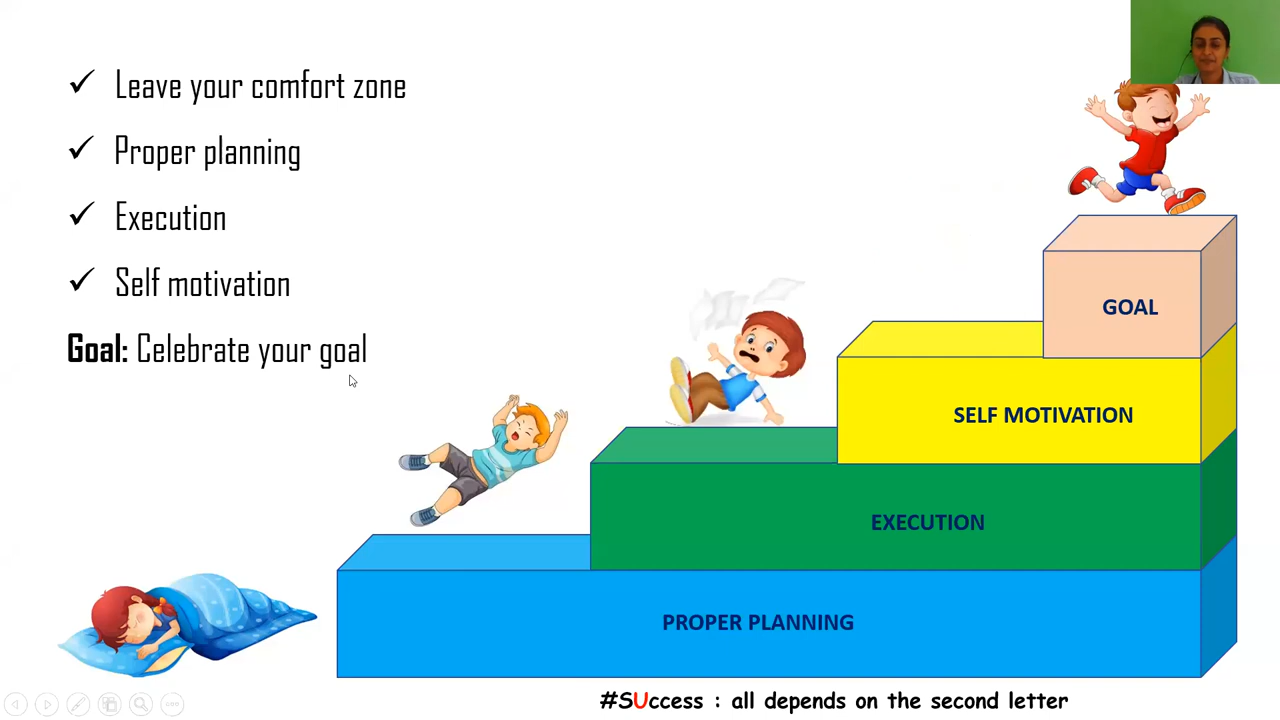 Leave your comfort zone
Proper planning
Execution
Self motivation
Goal: Celebrate your goal
GOAL
SELF MOTIVATION
EXECUTION
PROPER PLANNING
#SUccess : all depends on the second letter